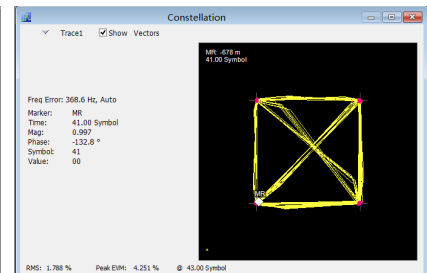 Constellation
Trace1 Show Vectors
MR: -678 m
41.00 Symbol
Freq Error: 368.6 Hz, Auto
Marker: MR
Time: 41.00 Symbol
Mag: 0.997
Phase: -132.8 °
Symbol: 41
Value: 00
MR
RMS: 1.788 % Peak EVM: 4.251 % @ 43.00 Symbol